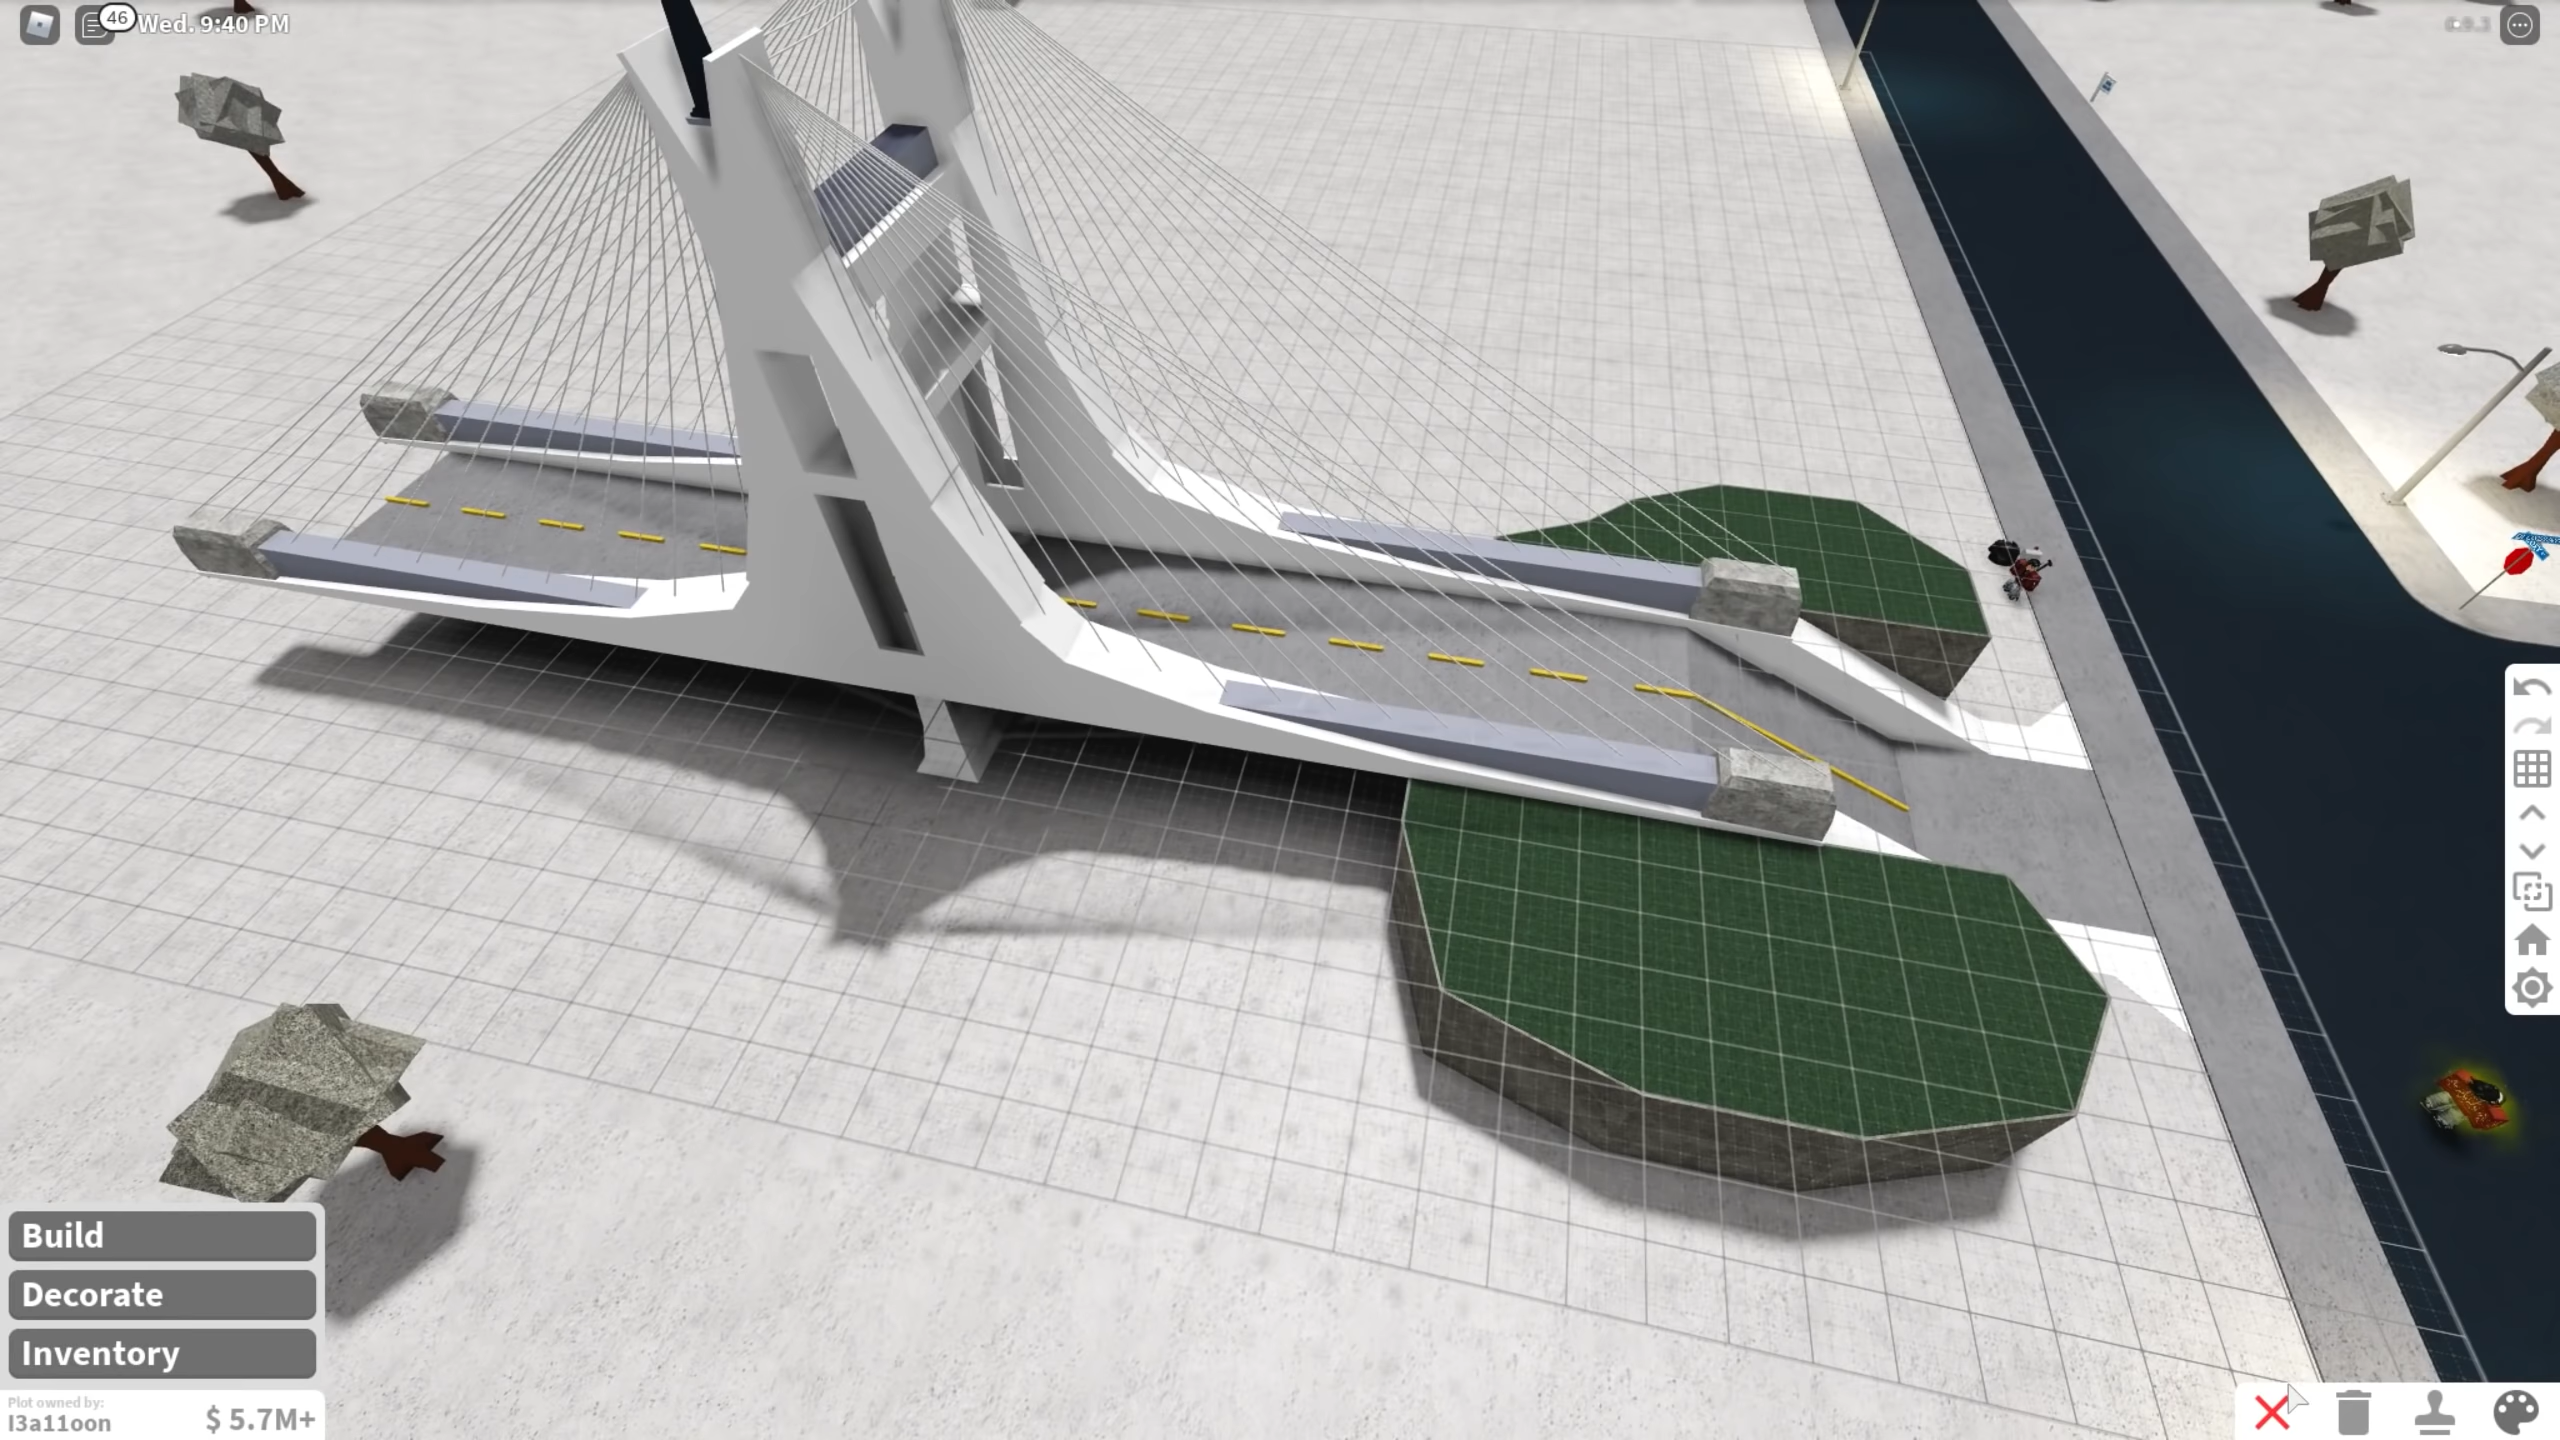 46
Wed. 9:40 PM
Build
Decorate
Inventory
Plot owned by:
l3a11oon
$ 5.7M+